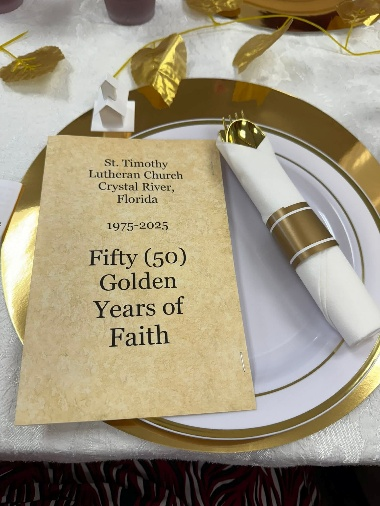 St. Timothy
Lutheran Church
Crystal River,
Florida
1975-2025
Fifty (50)
Golden
Years of
Faith